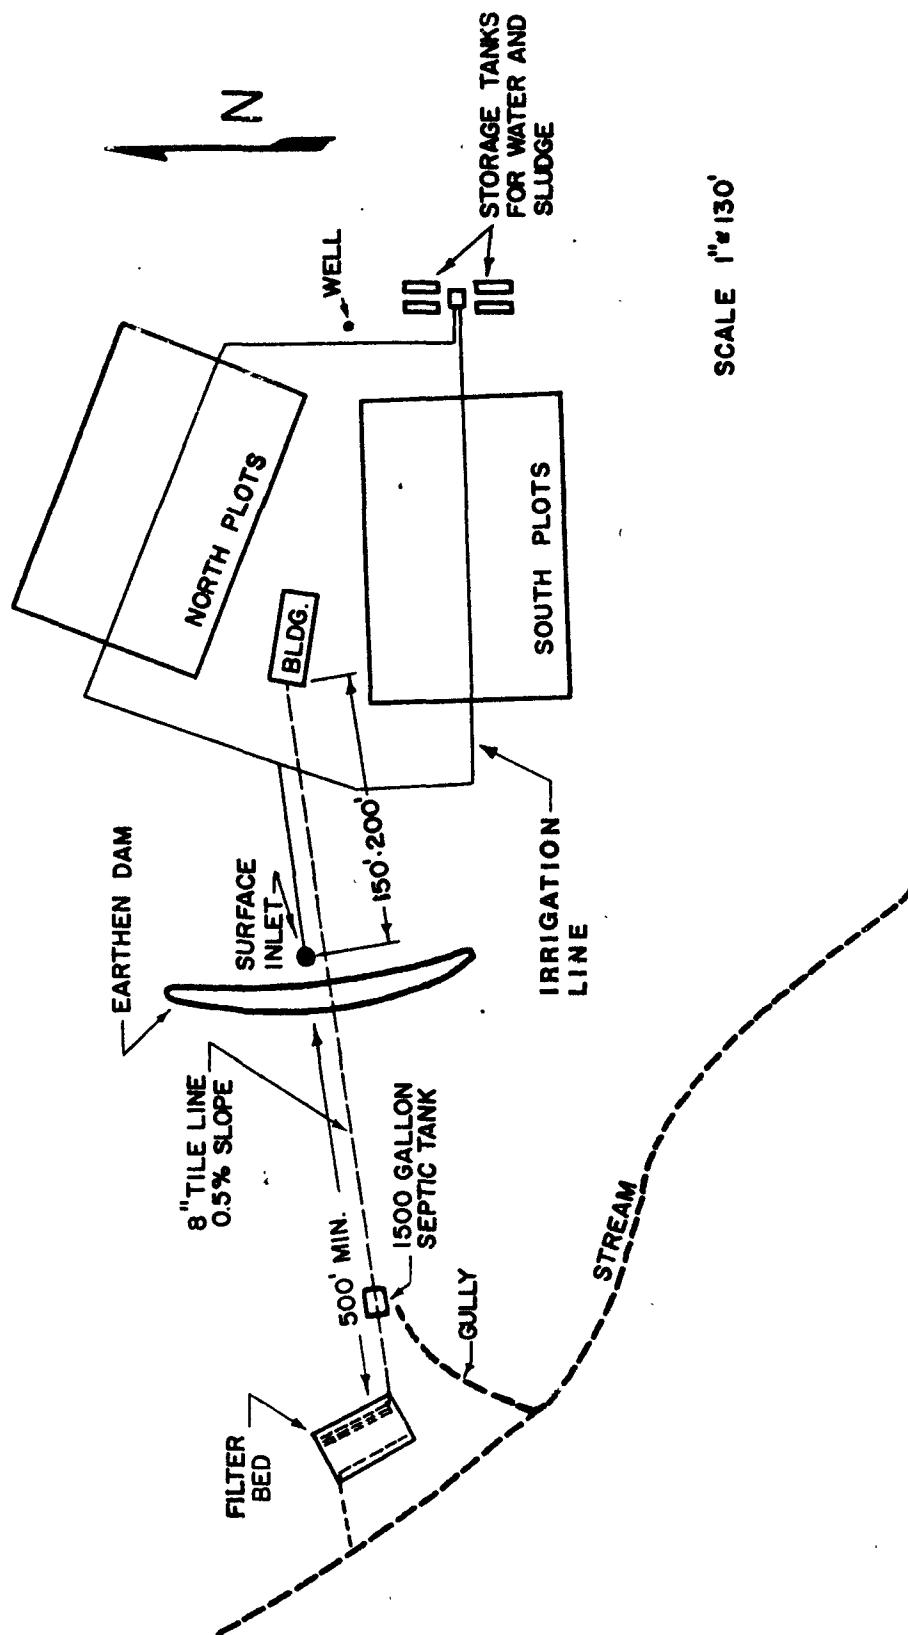 N
STORAGE TANKS
FOR WATER AND
SLUDGE
WELL
SCALE 1"=130'
NORTH PLOTS
SOUTH PLOTS
BLDG.
150'-200'
IRRIGATION
LINE
SURFACE
INLET
EARTHEN DAM
8" TILE LINE
0.5% SLOPE
500' MIN.
1500 GALLON
SEPTIC TANK
GULLY
STREAM
FILTER
BED